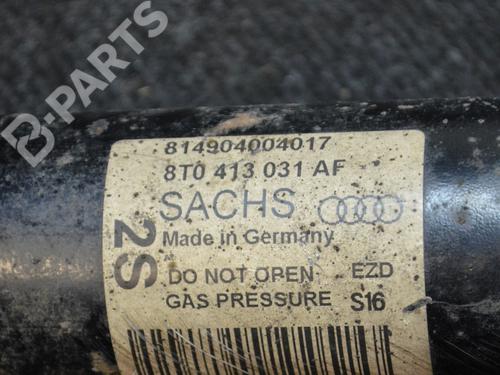 B-PARTS
814904004017
8T0 413 031 AF
SACHS
Made in Germany
2S
DO NOT OPEN EZD
GAS PRESSURE S16